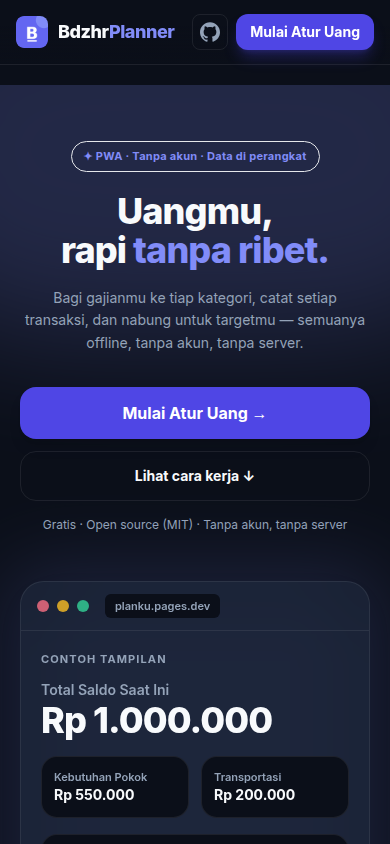 B
BdzhrPlanner
Mulai Atur Uang
✦ PWA · Tanpa akun · Data di perangkat
Uangmu,
rapi tanpa ribet.
Bagi gajianmu ke tiap kategori, catat setiap
transaksi, dan nabung untuk targetmu — semuanya
offline, tanpa akun, tanpa server.
Mulai Atur Uang →
Lihat cara kerja ↓
Gratis · Open source (MIT) · Tanpa akun, tanpa server
planku.pages.dev
CONTOH TAMPILAN
Total Saldo Saat Ini
Rp 1.000.000
Kebutuhan Pokok
Rp 550.000
Transportasi
Rp 200.000